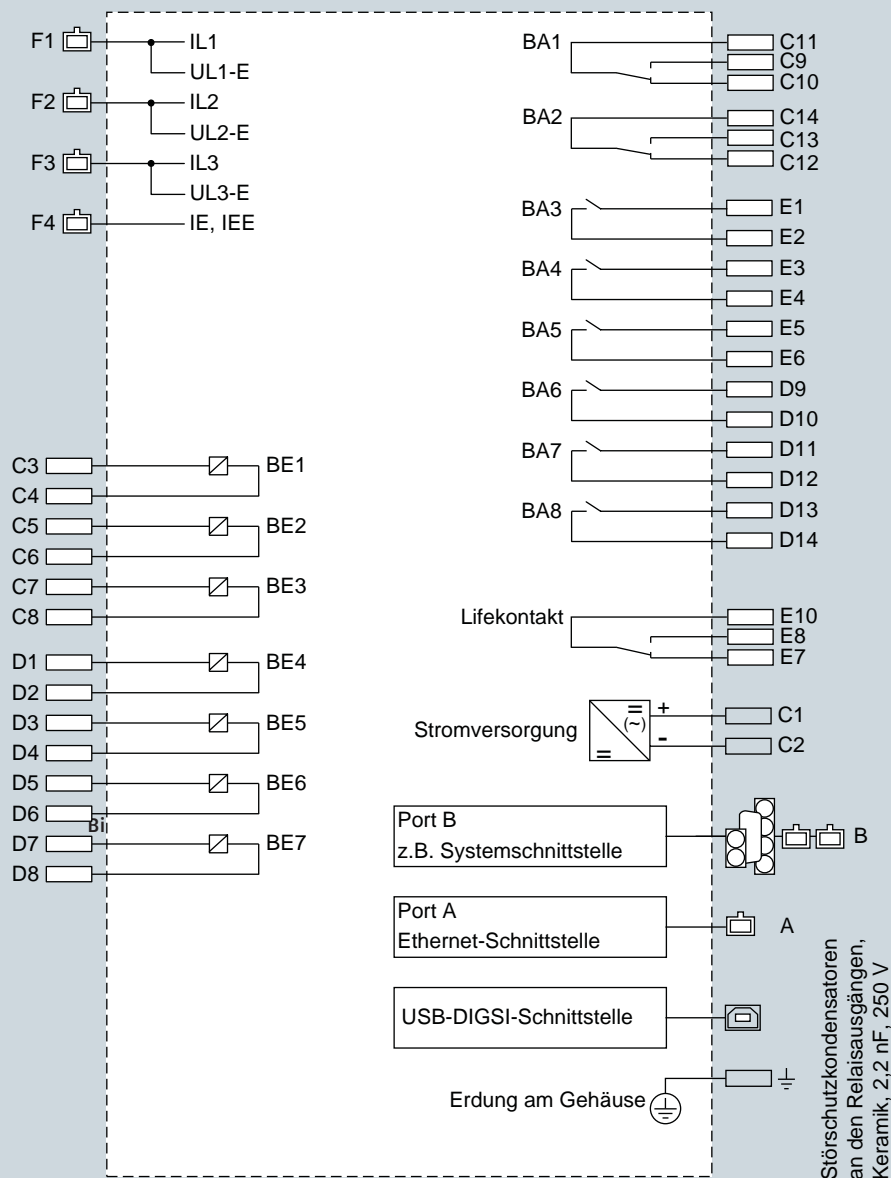 F1 IL1
UL1-E
F2 IL2
UL2-E
F3 IL3
UL3-E
F4 IE, IEE
C3 BE1
C4
C5 BE2
C6
C7 BE3
C8
D1 BE4
D2
D3 BE5
D4
D5 BE6
D6
Bi
D7 BE7
D8
BA1 C11
C9
C10
BA2 C14
C13
C12
BA3 E1
E2
BA4 E3
E4
BA5 E5
E6
BA6 D9
D10
BA7 D11
D12
BA8 D13
D14
Lifekontakt E10
E8
E7
Stromversorgung = (~) = + C1
- C2
Port B
z.B. Systemschnittstelle
B
Port A
Ethernet-Schnittstelle
A
USB-DIGSI-Schnittstelle
Erdung am Gehäuse
Störschutzkondensatoren
an den Relaisausgängen,
Keramik, 2,2 nF, 250 V